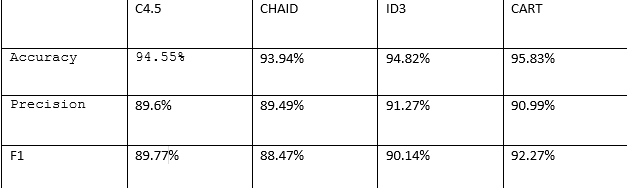 C4.5 CHAID ID3 CART
Accuracy 94.55% 93.94% 94.82% 95.83%
Precision 89.6% 89.49% 91.27% 90.99%
F1 89.77% 88.47% 90.14% 92.27%